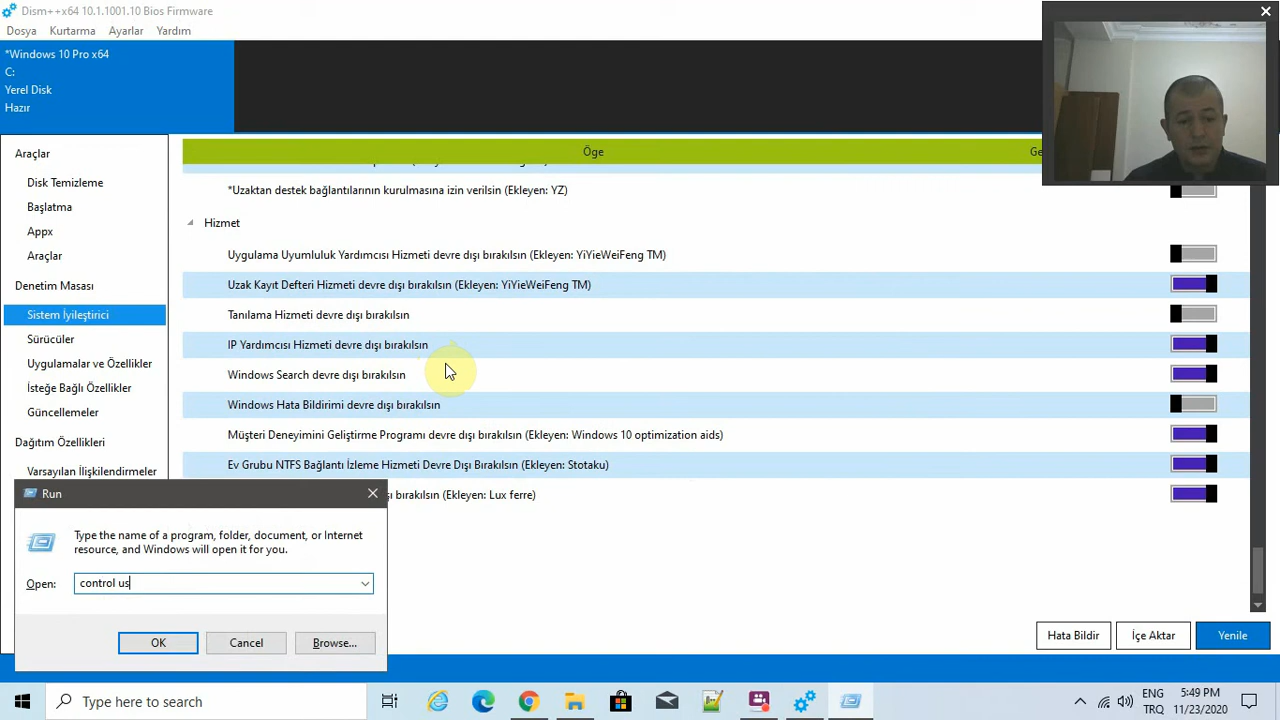 Dism++x64 10.1.1001.10 Bios Firmware
Dosya Kurtarma Ayarlar Yardım
*Windows 10 Pro x64
C:
Yerel Disk
Hazır
Araçlar
Disk Temizleme
Başlatma
Appx
Araçlar
Denetim Masası
Sistem İyileştirici
Sürücüler
Uygulamalar ve Özellikler
İsteğe Bağlı Özellikler
Güncellemeler
Dağıtım Özellikleri
Varsayılan İlişkilendirmeler
Öge
*Uzaktan destek bağlantılarının kurulmasına izin verilsin (Ekleyen: YZ)
Hizmet
Uygulama Uyumluluk Yardımcısı Hizmeti devre dışı bırakılsın (Ekleyen: YiYieWeiFeng TM)
Uzak Kayıt Defteri Hizmeti devre dışı bırakılsın (Ekleyen: YiYieWeiFeng TM)
Tanılama Hizmeti devre dışı bırakılsın
IP Yardımcısı Hizmeti devre dışı bırakılsın
Windows Search devre dışı bırakılsın
Windows Hata Bildirimi devre dışı bırakılsın
Müşteri Deneyimini Geliştirme Programı devre dışı bırakılsın (Ekleyen: Windows 10 optimization aids)
Ev Grubu NTFS Bağlantı İzleme Hizmeti Devre Dışı Bırakılsın (Ekleyen: Stotaku)
bırakılsın (Ekleyen: Lux ferre)
Run
Type the name of a program, folder, document, or Internet
resource, and Windows will open it for you.
Open: control us
OK Cancel Browse...
Hata Bildir İçe Aktar Yenile
Type here to search
ENG 5:49 PM
TRQ 11/23/2020